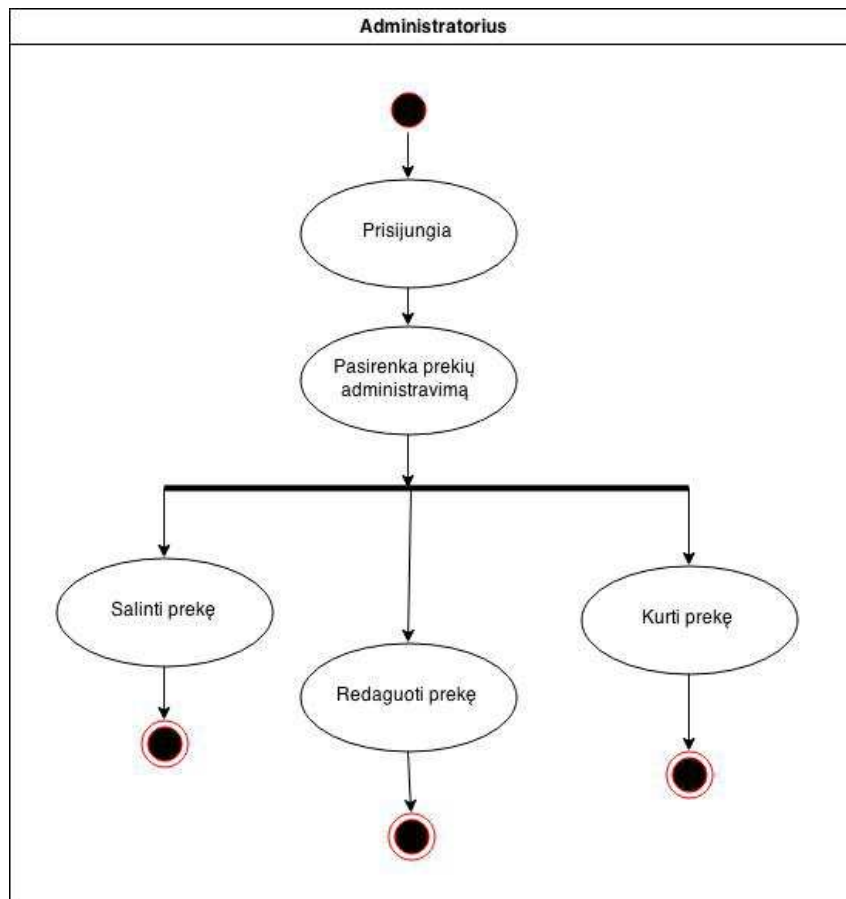 Administratorius
Prisijungia
Pasirenka prekių
administravimą
Salinti prekę
Redaguoti prekę
Kurti prekę